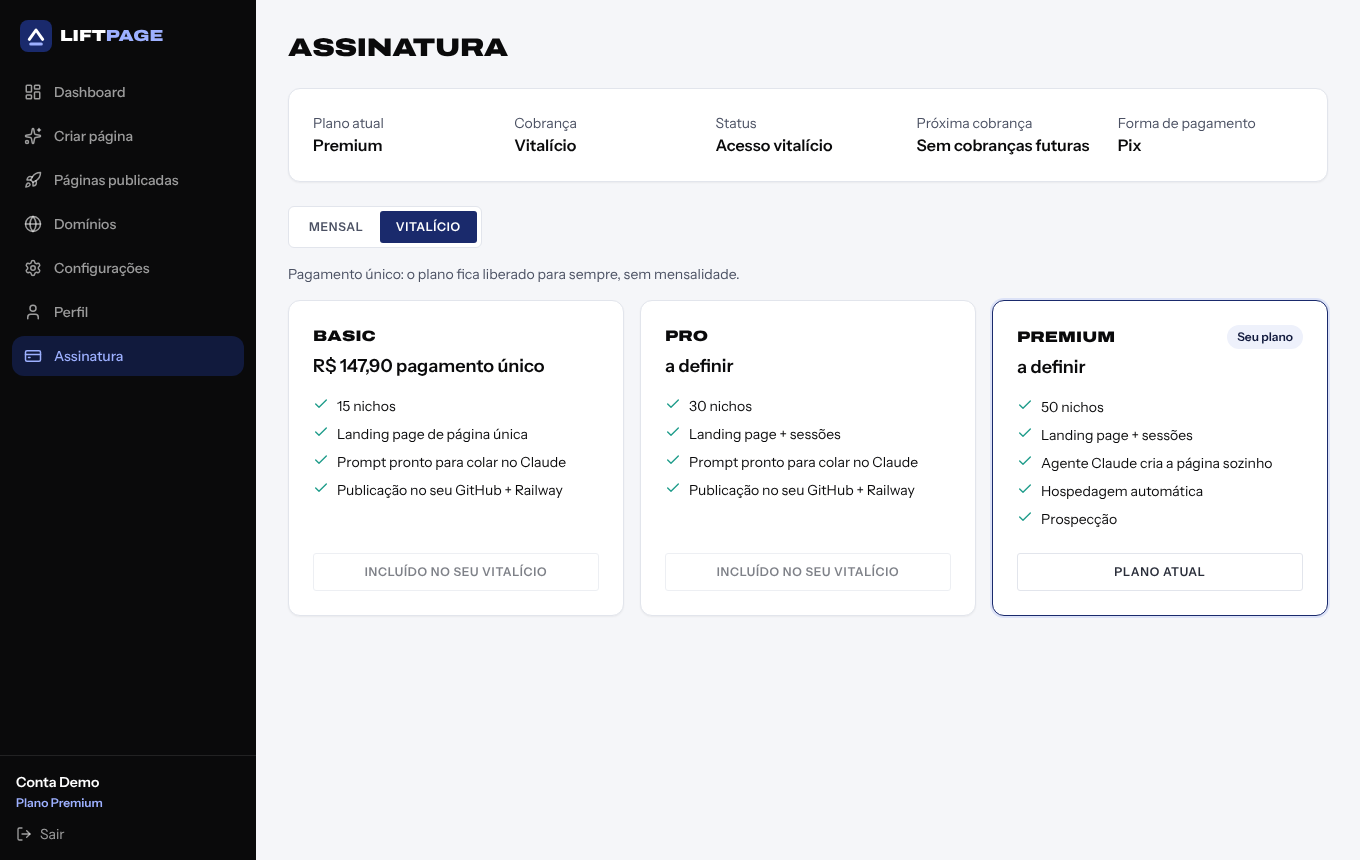 LIFTPAGE
Dashboard
Criar página
Páginas publicadas
Domínios
Configurações
Perfil
Assinatura
Conta Demo
Plano Premium
Sair
ASSINATURA
Plano atual
Premium
Cobrança
Vitalício
Status
Acesso vitalício
Próxima cobrança
Sem cobranças futuras
Forma de pagamento
Pix
MENSAL
VITALÍCIO
Pagamento único: o plano fica liberado para sempre, sem mensalidade.
BASIC
R$ 147,90 pagamento único
15 nichos
Landing page de página única
Prompt pronto para colar no Claude
Publicação no seu GitHub + Railway
INCLUÍDO NO SEU VITALÍCIO
PRO
a definir
30 nichos
Landing page + sessões
Prompt pronto para colar no Claude
Publicação no seu GitHub + Railway
INCLUÍDO NO SEU VITALÍCIO
PREMIUM
Seu plano
a definir
50 nichos
Landing page + sessões
Agente Claude cria a página sozinho
Hospedagem automática
Prospecção
PLANO ATUAL